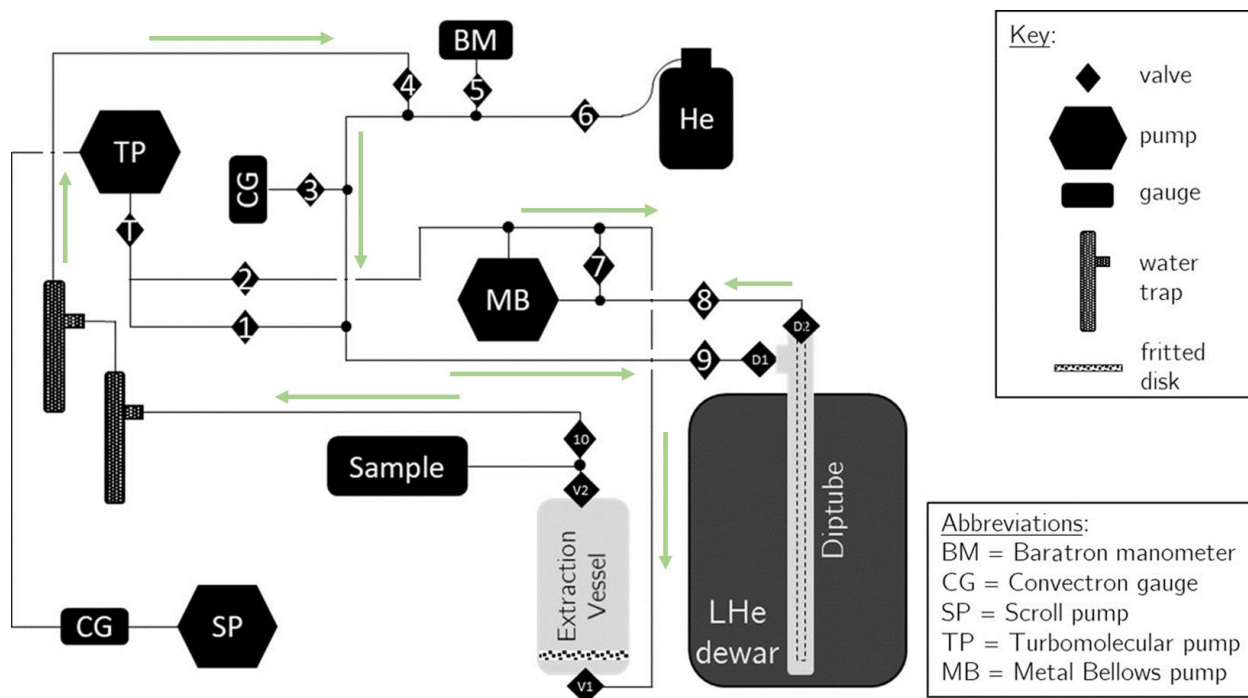 BM
4
5
6
He
TP
CG
3
T
2
7
MB
8
1
D2
9
D1
10
Sample
V2
Extraction
Vessel
Diptube
LHe
dewar
CG
SP
V1
Key:
valve
pump
gauge
water
trap
fritted
disk
Abbreviations:
BM = Baratron manometer
CG = Convectron gauge
SP = Scroll pump
TP = Turbomolecular pump
MB = Metal Bellows pump